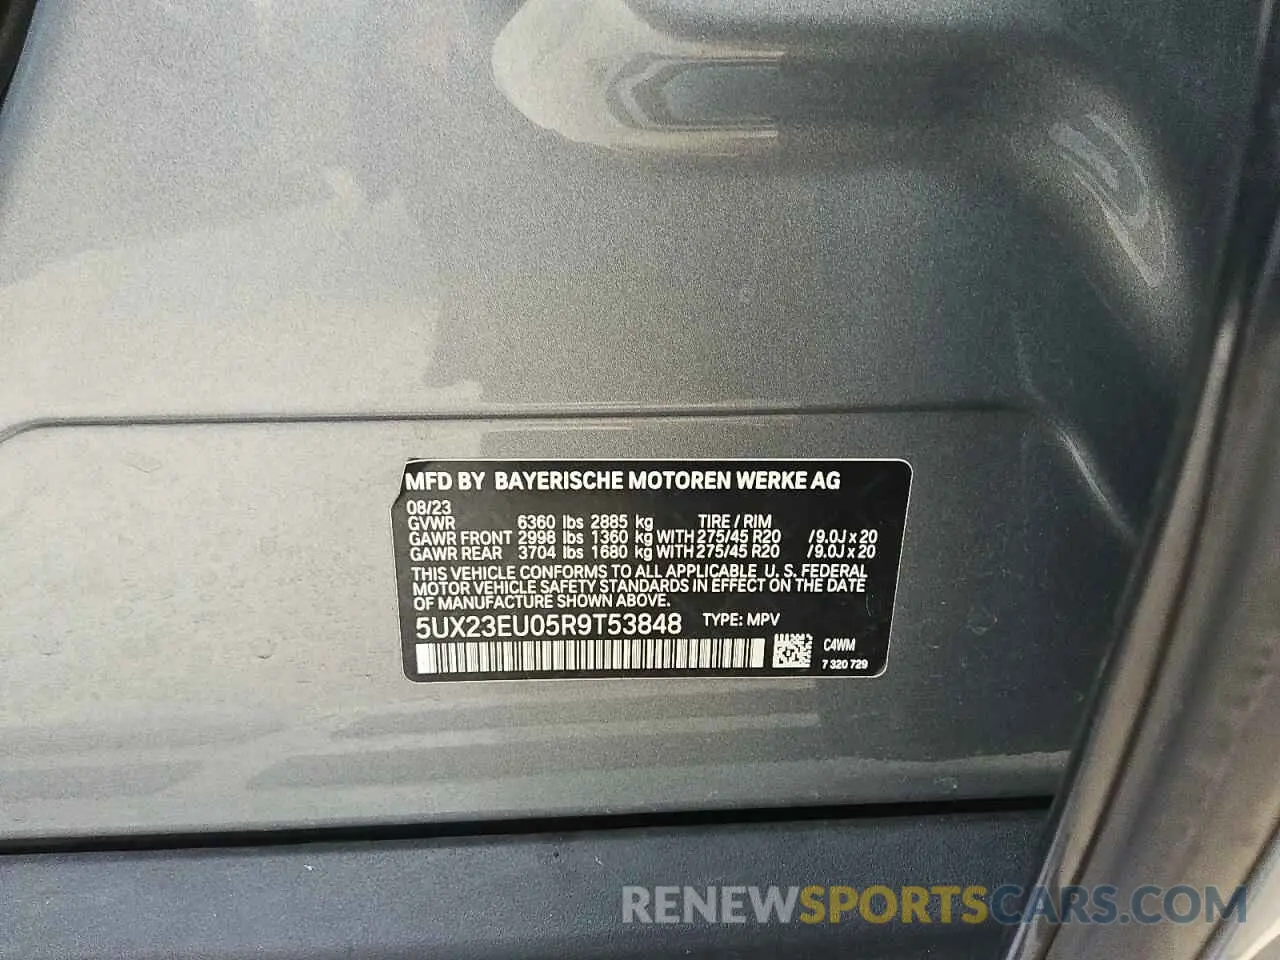 MFD BY BAYERISCHE MOTOREN WERKE AG
08/23
GVWR 6360 lbs 2885 kg TIRE / RIM
GAWR FRONT 2998 lbs 1360 kg WITH 275/45 R20 /9.0J x 20
GAWR REAR 3704 lbs 1680 kg WITH 275/45 R20 /9.0J x 20
THIS VEHICLE CONFORMS TO ALL APPLICABLE U. S. FEDERAL
MOTOR VEHICLE SAFETY STANDARDS IN EFFECT ON THE DATE
OF MANUFACTURE SHOWN ABOVE.
5UX23EU05R9T53848 TYPE: MPV
C4WM
7 320 729
RENEWSPORTSCARS.COM